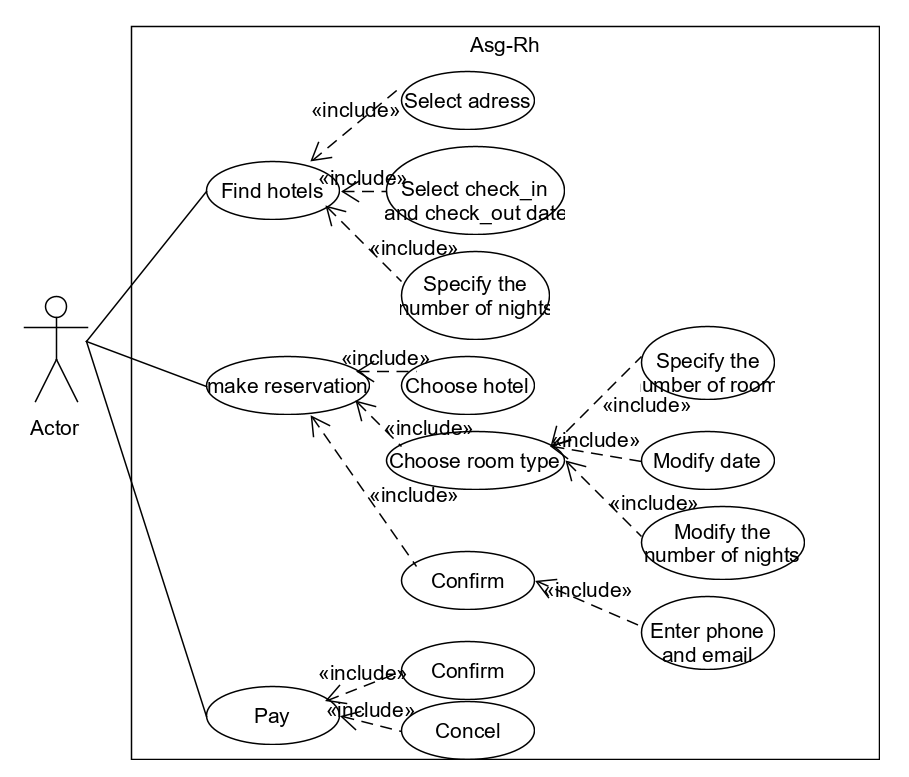 Asg-Rh
«include»
Select adress
«include»
Find hotels
Select check_in
and check_out date
«include»
Specify the
number of nights
Actor
«include»
make reservation
Choose hotel
«include»
Choose room type
Specify the
umber of room
«include»
«include»
Modify date
«include»
Modify the
number of nights
«include»
Confirm
«include»
Enter phone
and email
«include»
Confirm
«include»
Pay
Concel